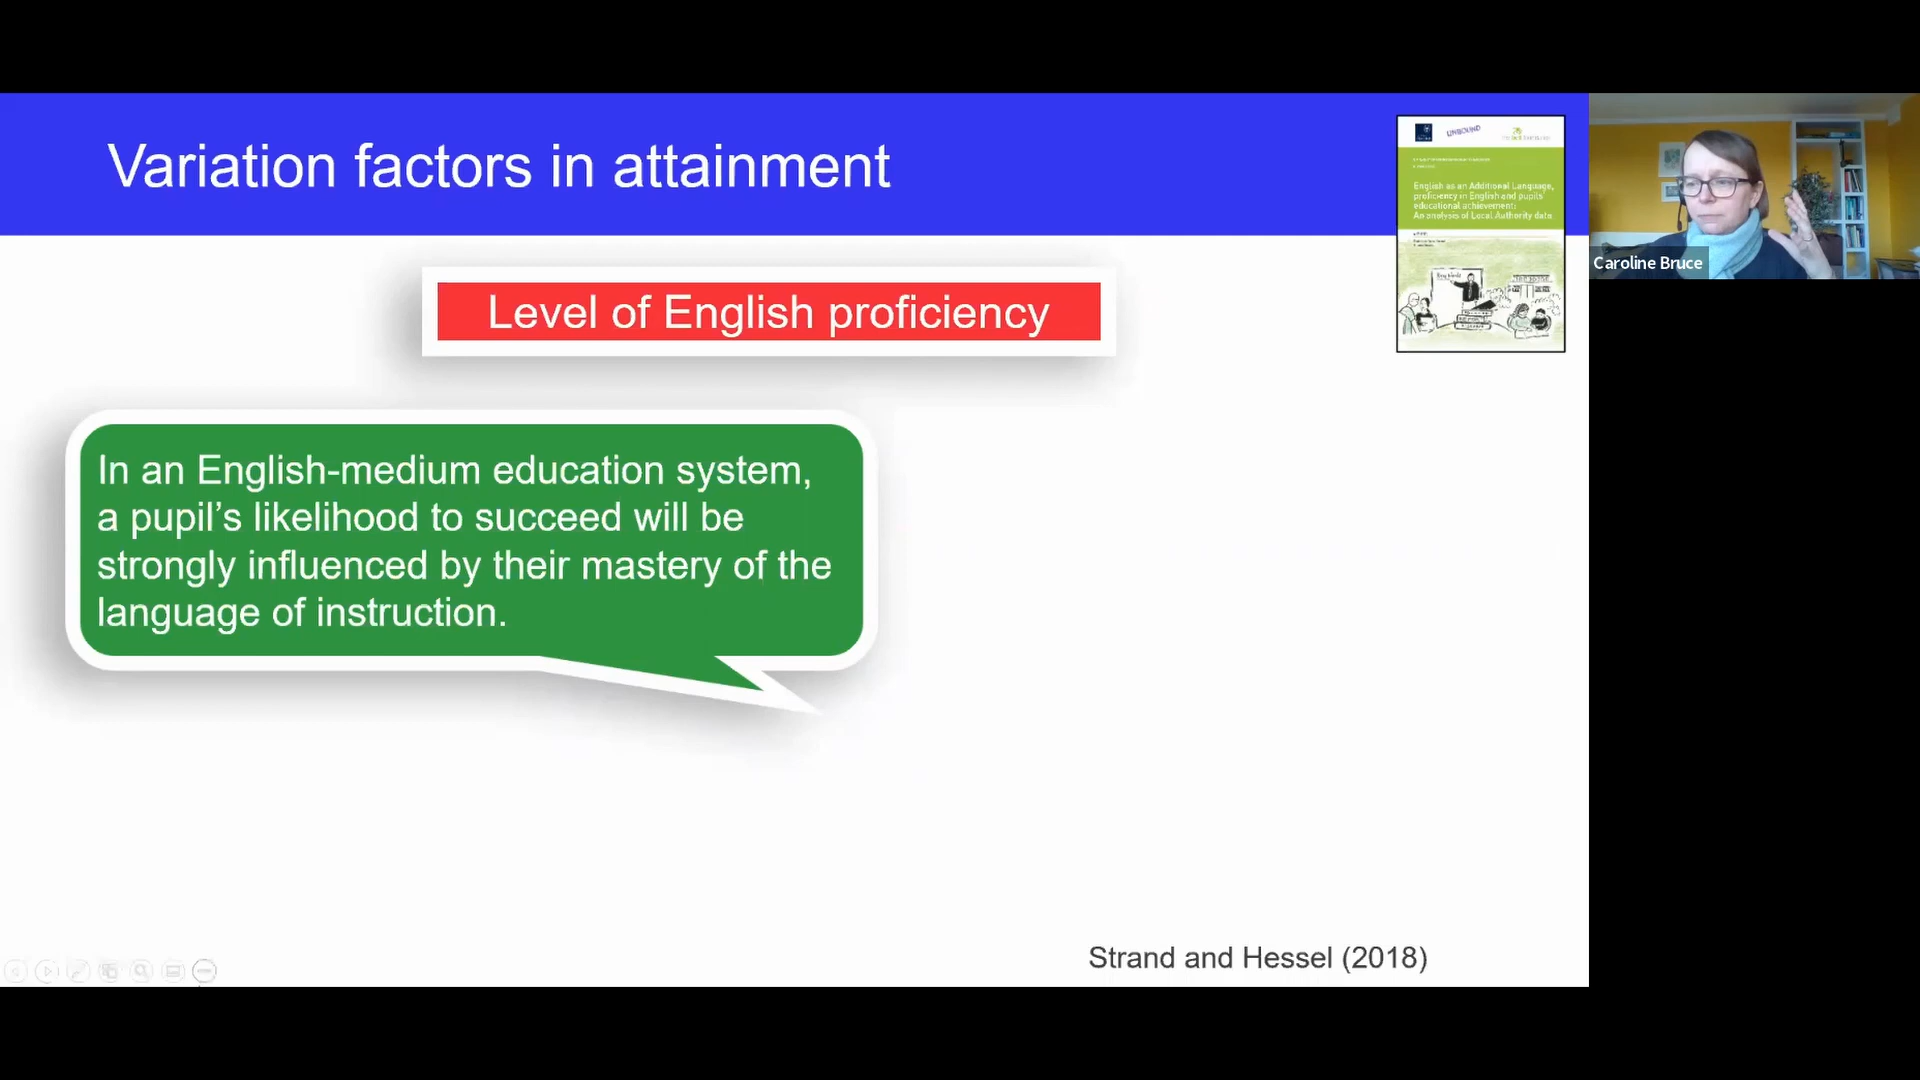 Variation factors in attainment
UNBOUND
English as an Additional Language,
proficiency in English and pupils'
educational achievement:
An analysis of Local Authority data
Caroline Bruce
Level of English proficiency
In an English-medium education system,
a pupil’s likelihood to succeed will be
strongly influenced by their mastery of the
language of instruction.
Strand and Hessel (2018)